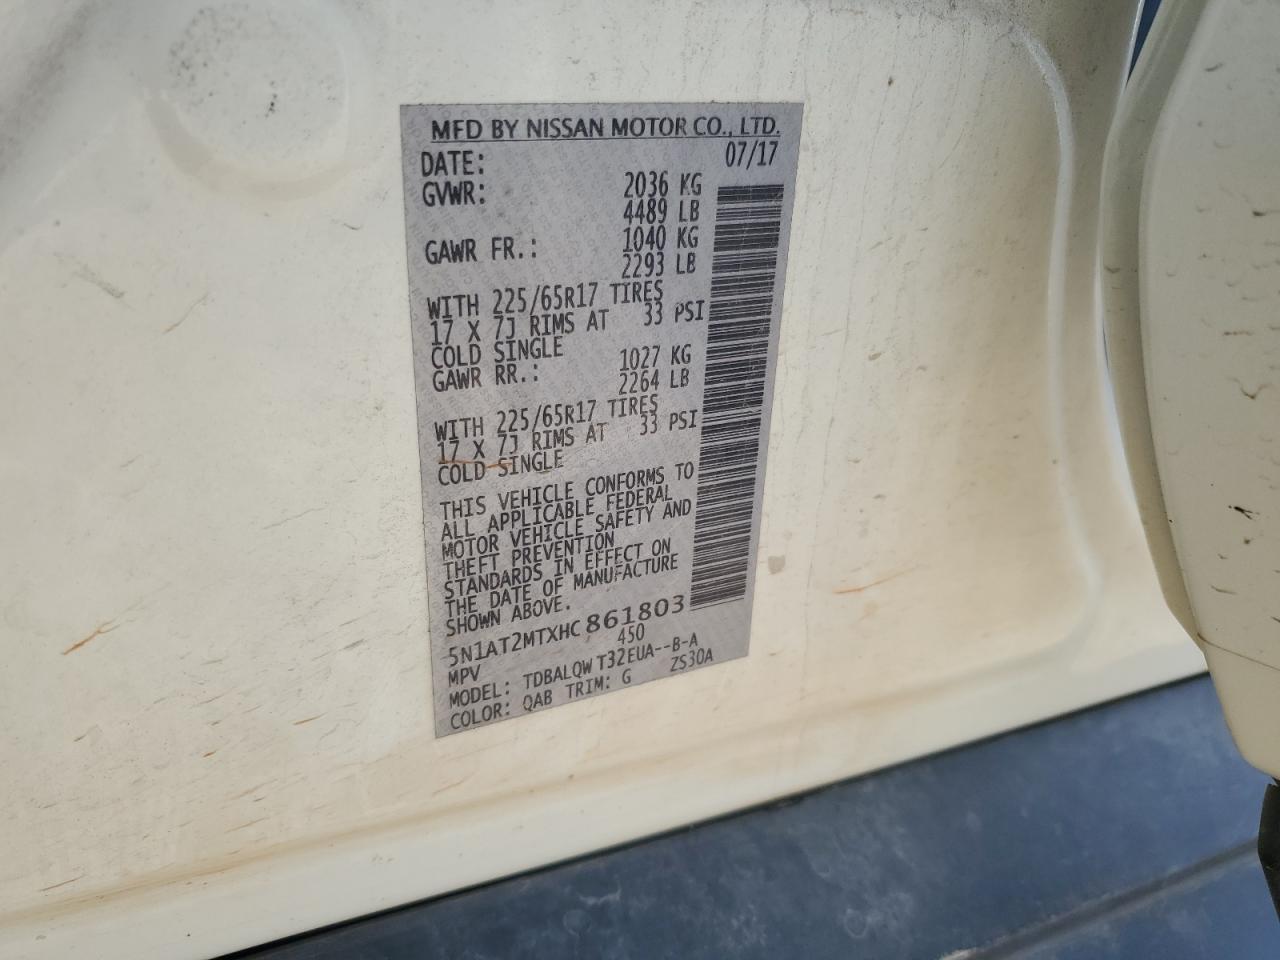 MFD BY NISSAN MOTOR CO., LTD.
DATE: 07/17
GVWR: 2036 KG
4489 LB
GAWR FR.: 1040 KG
2293 LB
WITH 225/65R17 TIRES
17 X 7J RIMS AT 33 PSI
COLD SINGLE
GAWR RR.: 1027 KG
2264 LB
WITH 225/65R17 TIRES
17 X 7J RIMS AT 33 PSI
COLD SINGLE
THIS VEHICLE CONFORMS TO
ALL APPLICABLE FEDERAL
MOTOR VEHICLE SAFETY AND
THEFT PREVENTION
STANDARDS IN EFFECT ON
THE DATE OF MANUFACTURE
SHOWN ABOVE.
5N1AT2MTXHC861803
MPV 450
MODEL: TDBALQW T32EUA--B-A
COLOR: QAB TRIM: G ZS30A